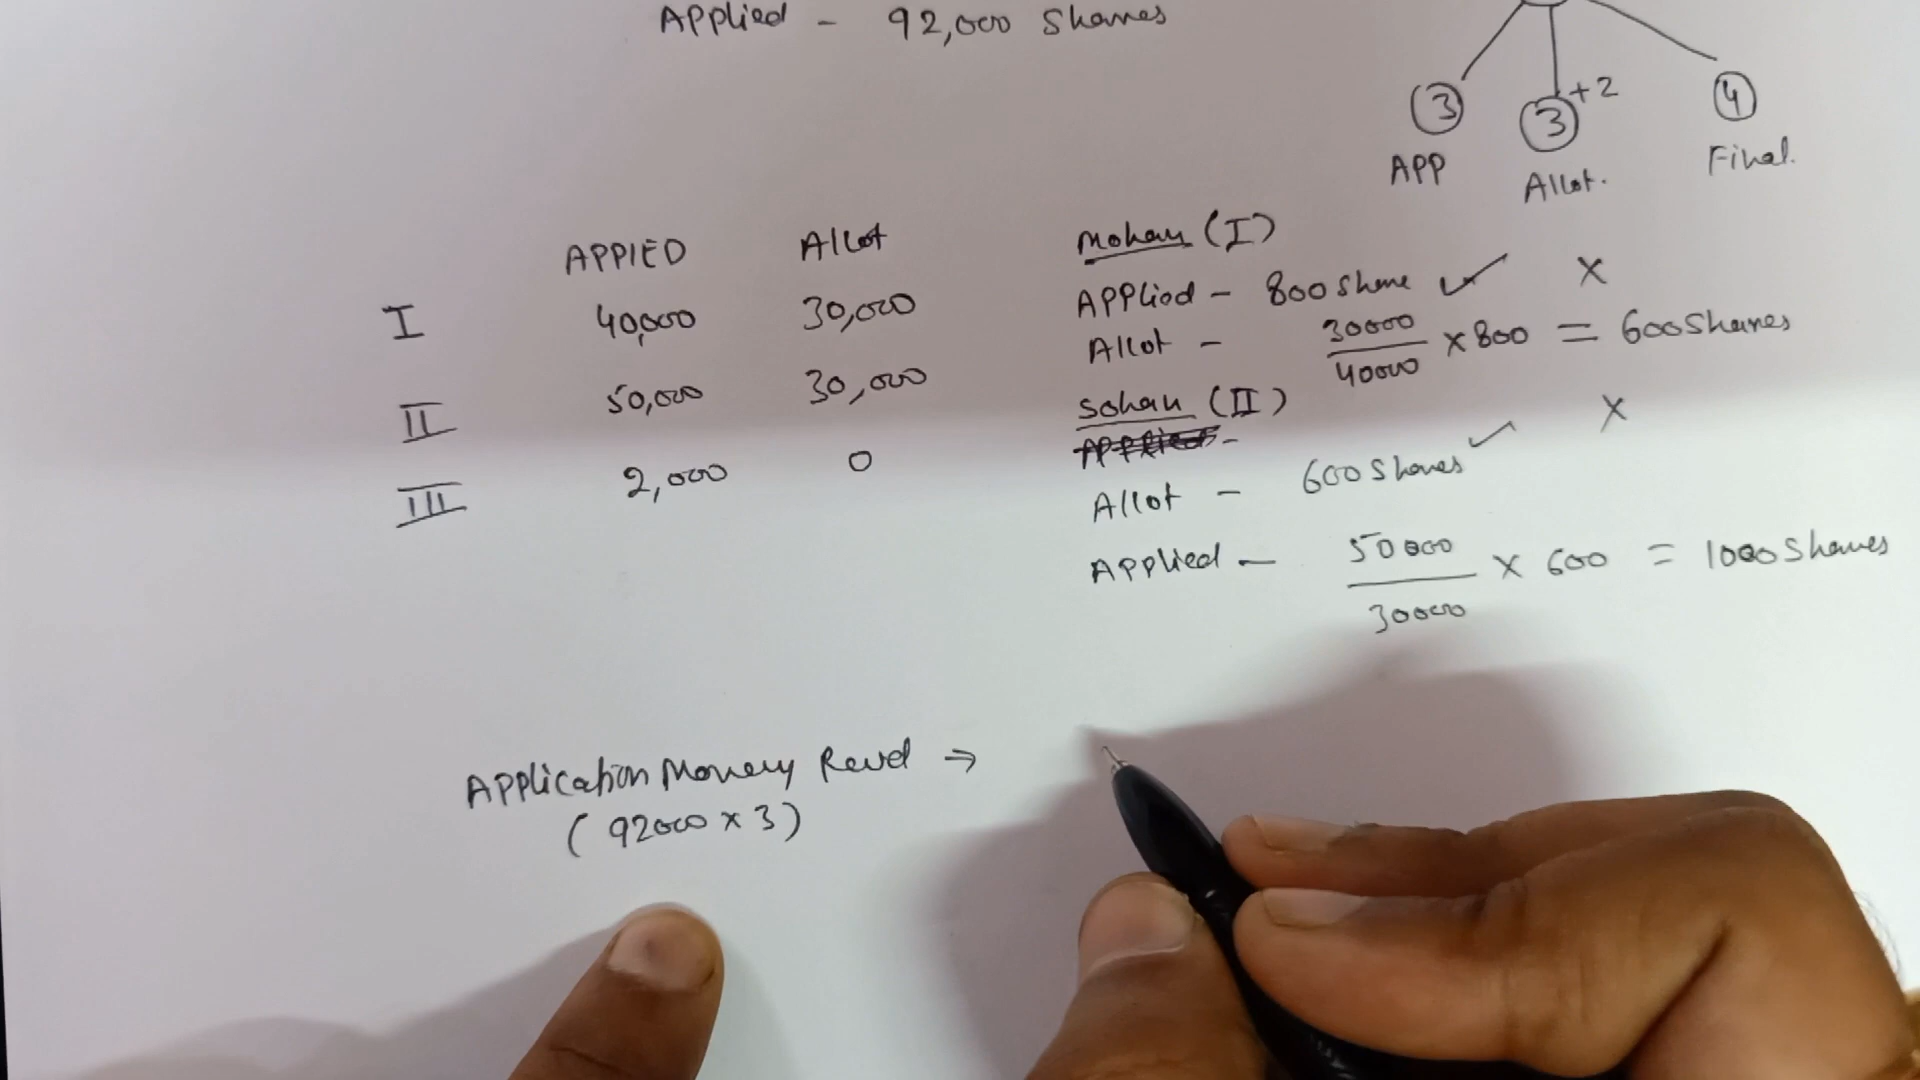 Applied - 92,000 Shares
3 3 +2 4
APP Allot. Final.
APPIED Allot
I 40,000 30,000
II 50,000 30,000
III 2,000 0
Mohan (I)
Applied - 800 Share ✓ X
Allot - 30000/40000 × 800 = 600 Shares
Sohan (II)
Applied -
Allot - 600 Shares ✓ X
Applied - 50000/30000 × 600 = 1000 Shares
Application Money Recvd →
(92000 × 3)